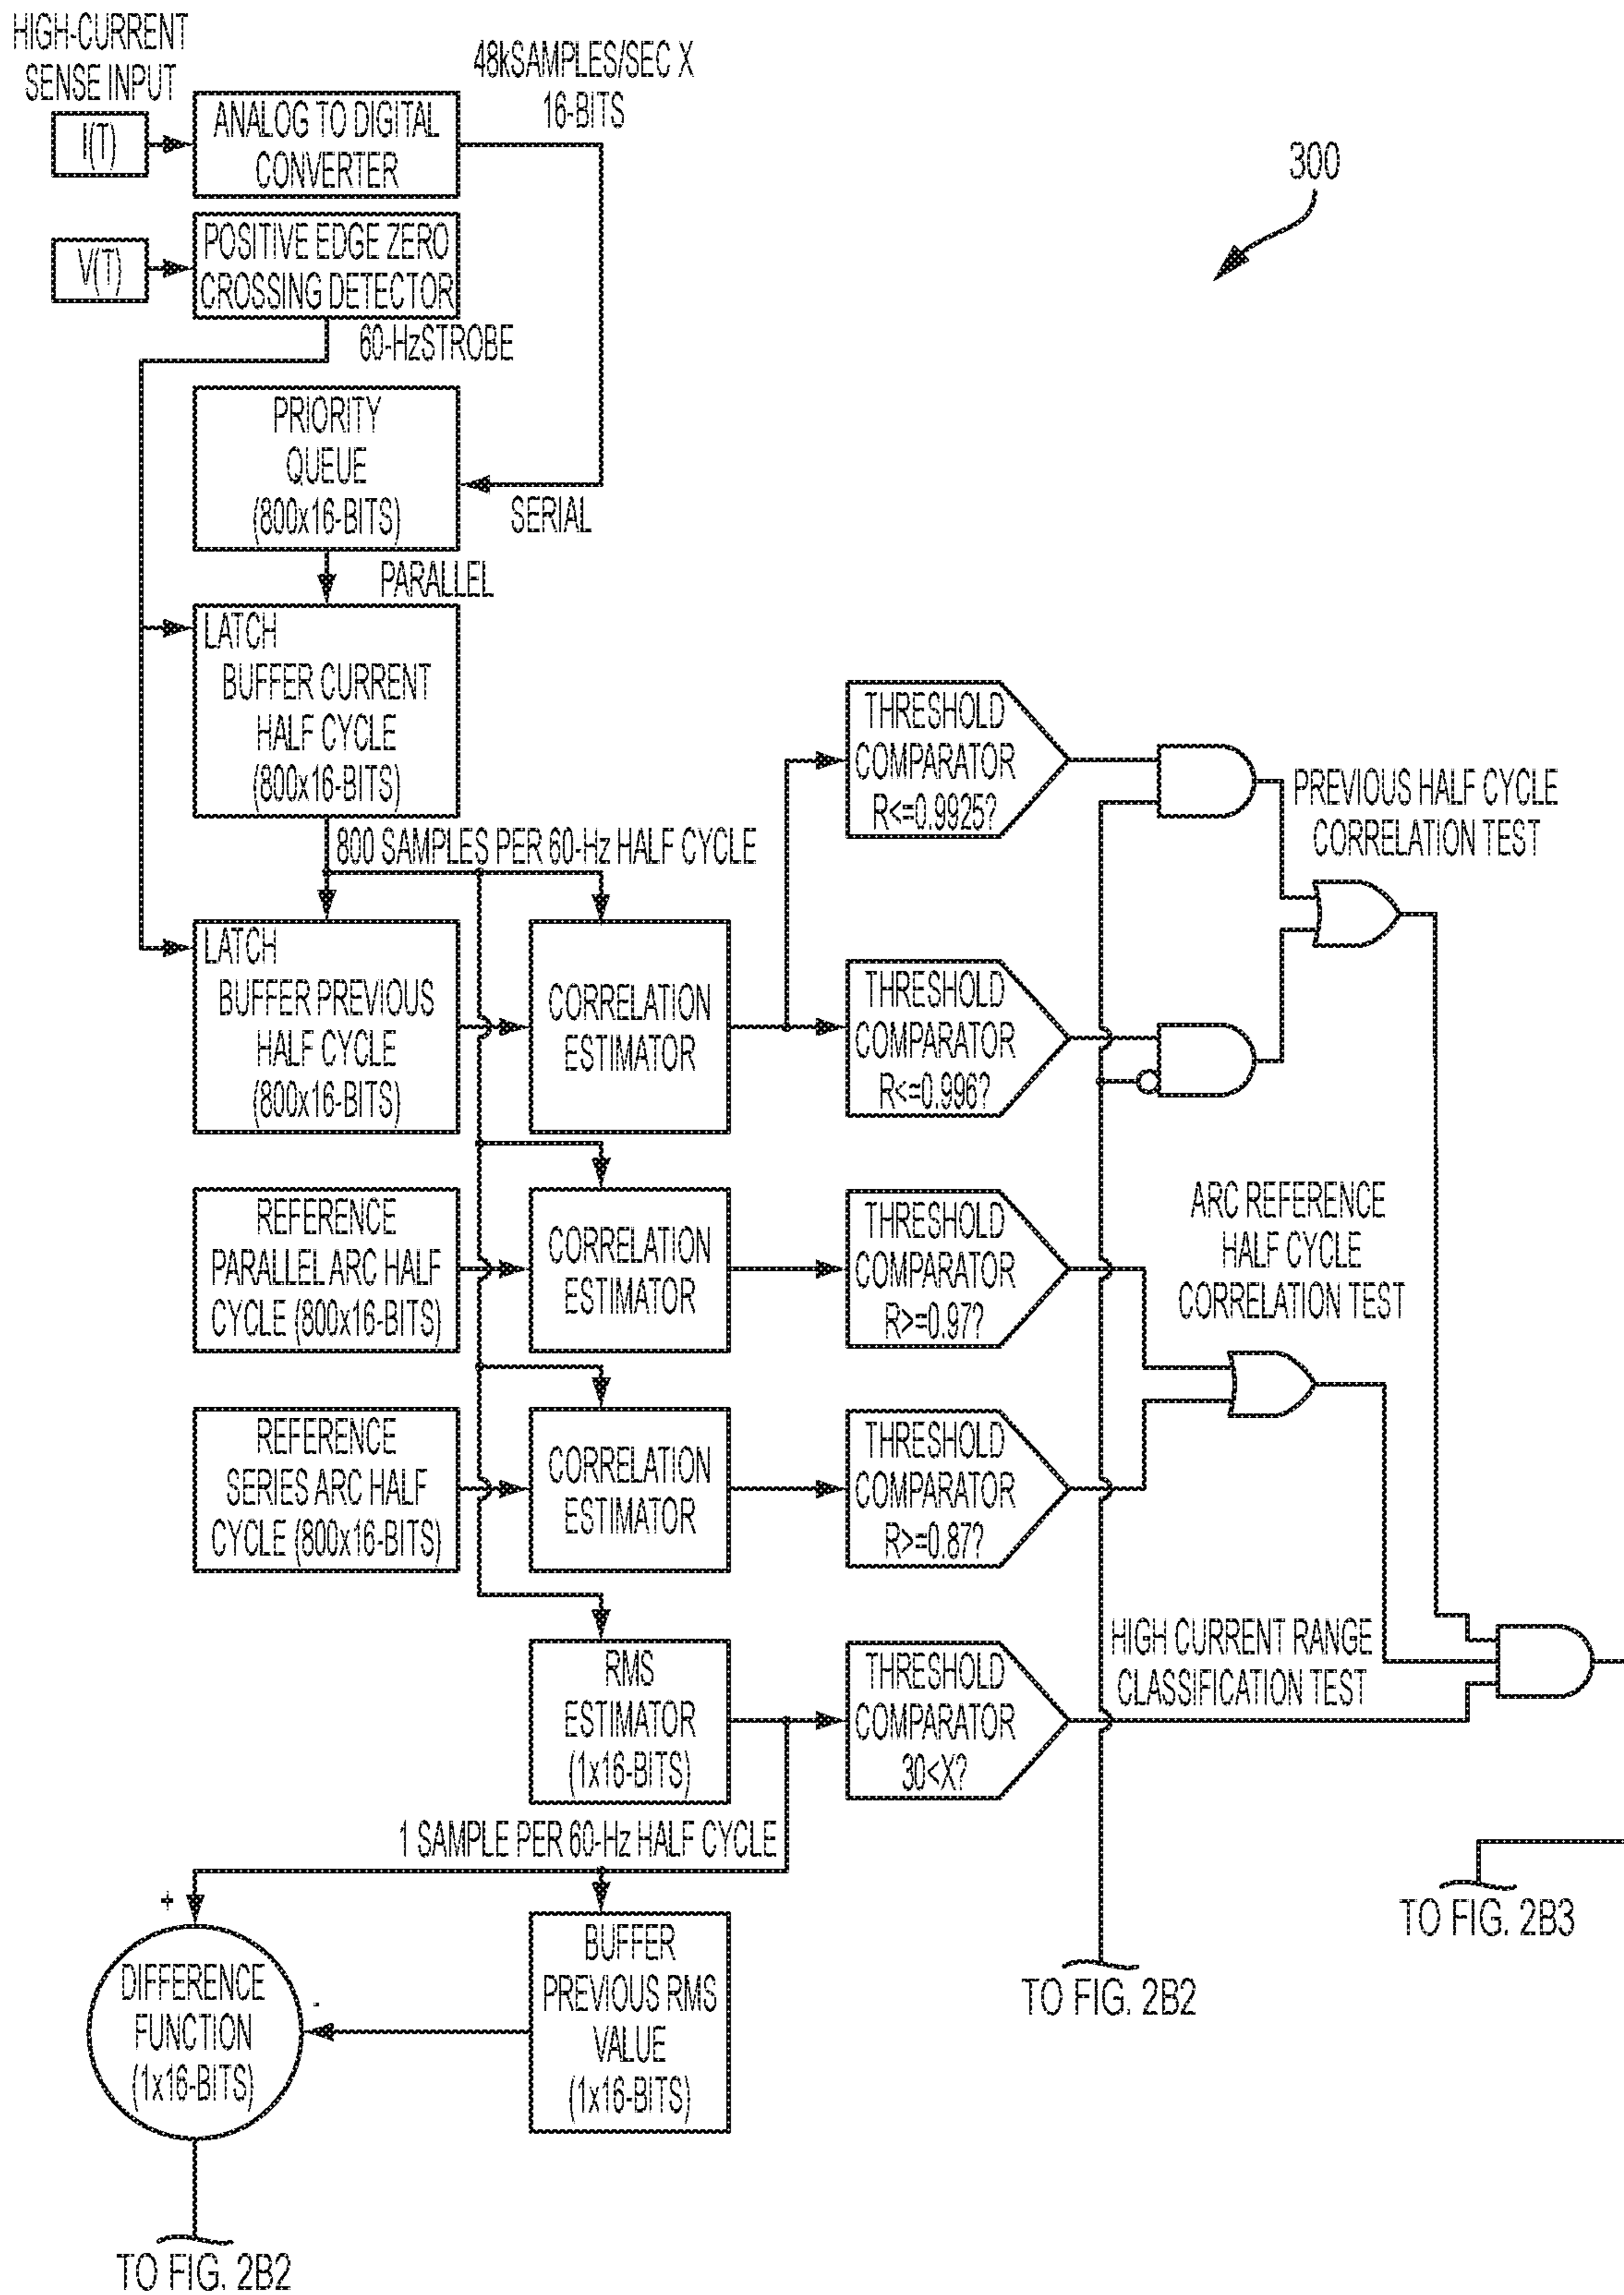 HIGH-CURRENT
SENSE INPUT
I(T)
ANALOG TO DIGITAL
CONVERTER
48kSAMPLES/SEC X
16-BITS
300
V(T)
POSITIVE EDGE ZERO
CROSSING DETECTOR
60-HzSTROBE
PRIORITY
QUEUE
(800x16-BITS)
SERIAL
PARALLEL
LATCH
BUFFER CURRENT
HALF CYCLE
(800x16-BITS)
800 SAMPLES PER 60-Hz HALF CYCLE
THRESHOLD
COMPARATOR
R<=0.9925?
PREVIOUS HALF CYCLE
CORRELATION TEST
LATCH
BUFFER PREVIOUS
HALF CYCLE
(800x16-BITS)
CORRELATION
ESTIMATOR
THRESHOLD
COMPARATOR
R<=0.996?
REFERENCE
PARALLEL ARC HALF
CYCLE (800x16-BITS)
CORRELATION
ESTIMATOR
THRESHOLD
COMPARATOR
R>=0.97?
ARC REFERENCE
HALF CYCLE
CORRELATION TEST
REFERENCE
SERIES ARC HALF
CYCLE (800x16-BITS)
CORRELATION
ESTIMATOR
THRESHOLD
COMPARATOR
R>=0.87?
RMS
ESTIMATOR
(1x16-BITS)
THRESHOLD
COMPARATOR
30<X?
HIGH CURRENT RANGE
CLASSIFICATION TEST
1 SAMPLE PER 60-Hz HALF CYCLE
+
-
DIFFERENCE
FUNCTION
(1x16-BITS)
BUFFER
PREVIOUS RMS
VALUE
(1x16-BITS)
TO FIG. 2B2
TO FIG. 2B3
TO FIG. 2B2